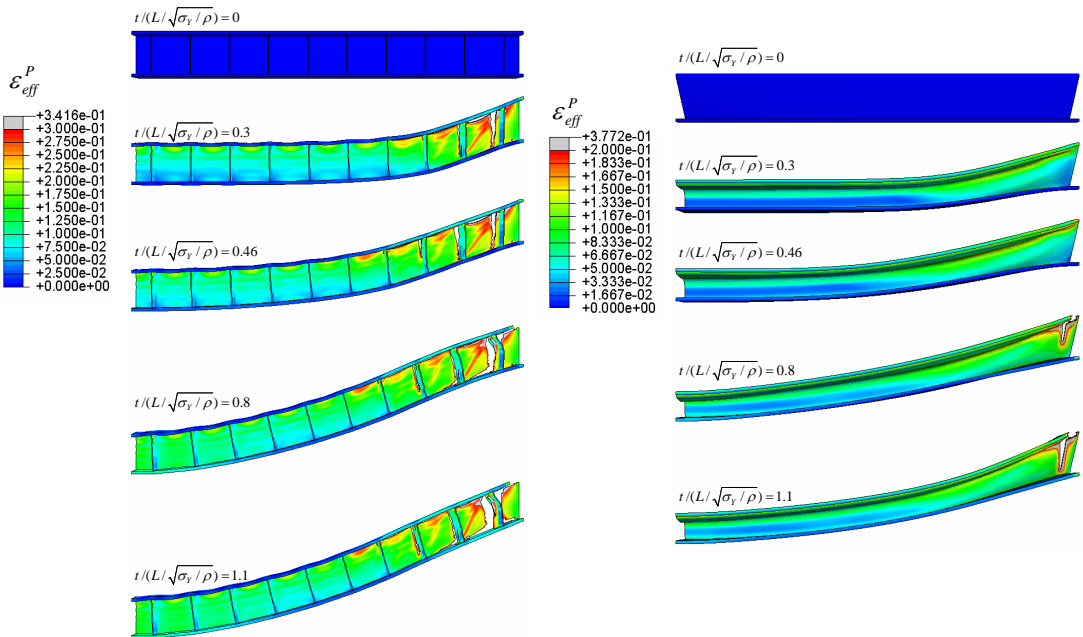 t/(L/√σ_Y/ρ)=0
ε^P_eff
+3.416e-01
+3.000e-01
+2.750e-01
+2.500e-01
+2.250e-01
+2.000e-01
+1.750e-01
+1.500e-01
+1.250e-01
+1.000e-01
+7.500e-02
+5.000e-02
+2.500e-02
+0.000e+00
t/(L/√σ_Y/ρ)=0.3
t/(L/√σ_Y/ρ)=0.46
t/(L/√σ_Y/ρ)=0.8
t/(L/√σ_Y/ρ)=1.1
t/(L/√σ_Y/ρ)=0
ε^P_eff
+3.772e-01
+2.000e-01
+1.833e-01
+1.667e-01
+1.500e-01
+1.333e-01
+1.167e-01
+1.000e-01
+8.333e-02
+6.667e-02
+5.000e-02
+3.333e-02
+1.667e-02
+0.000e+00
t/(L/√σ_Y/ρ)=0.3
t/(L/√σ_Y/ρ)=0.46
t/(L/√σ_Y/ρ)=0.8
t/(L/√σ_Y/ρ)=1.1